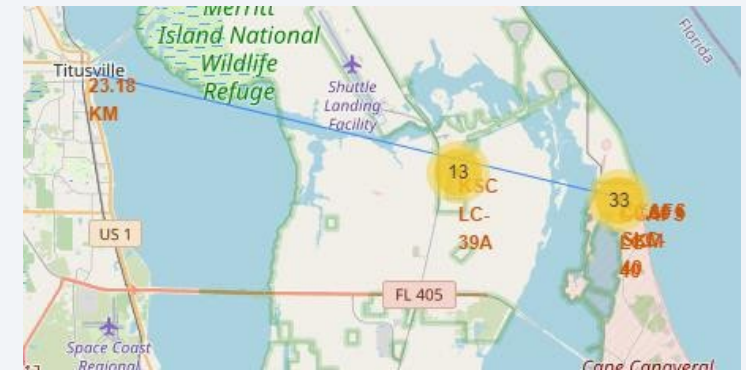 Merritt
Island National
Wildlife
Refuge
Titusville
23.18
KM
Shuttle
Landing
Facility
Florida
13
KSC
LC-
39A
33
40
US 1
FL 405
Space Coast
Regional
Cape Canaveral